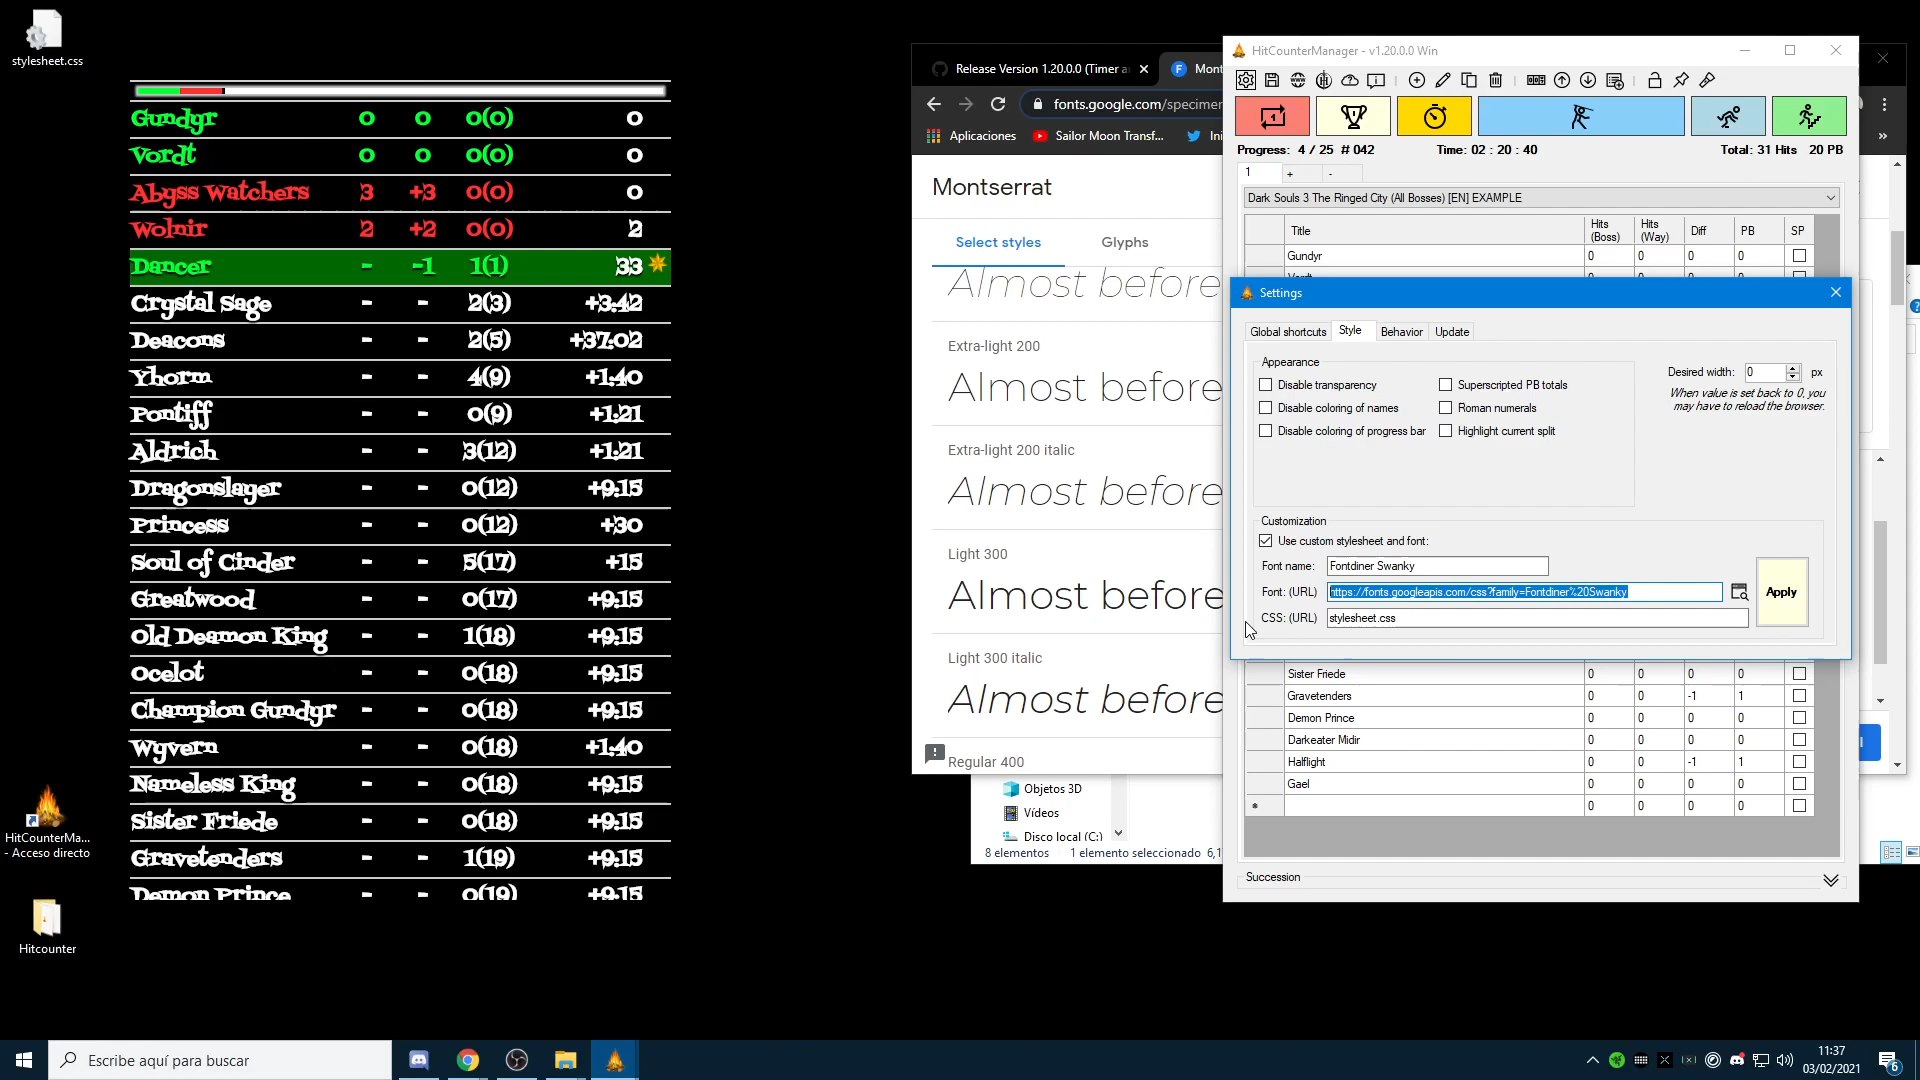 stylesheet.css
Gundyr 0 0 0(0) 0
Vordt 0 0 0(0) 0
Abyss Watchers 3 +3 0(0) 0
Wolnir 2 +2 0(0) 2
Dancer - -1 1(1) 33
Crystal Sage - - 2(3) +3:42
Deacons - - 2(5) +37:02
Yhorm - - 4(9) +1:40
Pontiff - - 0(9) +1:21
Aldrich - - 3(12) +1:21
Dragonslayer - - 0(12) +9:15
Princess - - 0(12) +30
Soul of Cinder - - 5(17) +15
Greatwood - - 0(17) +9:15
Old Deamon King - - 1(18) +9:15
Ocelot - - 0(18) +9:15
Champion Gundyr - - 0(18) +9:15
Wyvern - - 0(18) +1:40
Nameless King - - 0(18) +9:15
Sister Friede - - 0(18) +9:15
Gravetenders - - 1(19) +9:15
Demon Prince - - 0(19) +9:15
HitCounterMa...
- Acceso directo
Hitcounter
Release Version 1.20.0.0 (Timer a
Mont
fonts.google.com/specimen
Aplicaciones
Sailor Moon Transf...
Ini
»
Montserrat
Select styles
Glyphs
Almost before
Extra-light 200
Almost before
Extra-light 200 italic
Almost before
Light 300
Almost before
Light 300 italic
Almost before
Regular 400
Objetos 3D
Vídeos
Disco local (C:)
8 elementos
1 elemento seleccionado 6,1
HitCounterManager - v1.20.0.0 Win
Progress: 4 / 25 # 042
Time: 02 : 20 : 40
Total: 31 Hits 20 PB
1
+
-
Dark Souls 3 The Ringed City (All Bosses) [EN] EXAMPLE
Title
Hits (Boss)
Hits (Way)
Diff
PB
SP
Gundyr 0 0 0 0
Settings
Global shortcuts
Style
Behavior
Update
Appearance
Disable transparency
Superscripted PB totals
Disable coloring of names
Roman numerals
Disable coloring of progress bar
Highlight current split
Desired width: 0 px
When value is set back to 0, you
may have to reload the browser.
Customization
Use custom stylesheet and font:
Font name: Fontdiner Swanky
Font: (URL) https://fonts.googleapis.com/css?family=Fontdiner%20Swanky
CSS: (URL) stylesheet.css
Apply
Sister Friede 0 0 0 0
Gravetenders 0 0 -1 1
Demon Prince 0 0 0 0
Darkeater Midir 0 0 0 0
Halflight 0 0 -1 1
Gael 0 0 0 0
* 0 0 0 0
Succession
Escribe aquí para buscar
11:37
03/02/2021
6